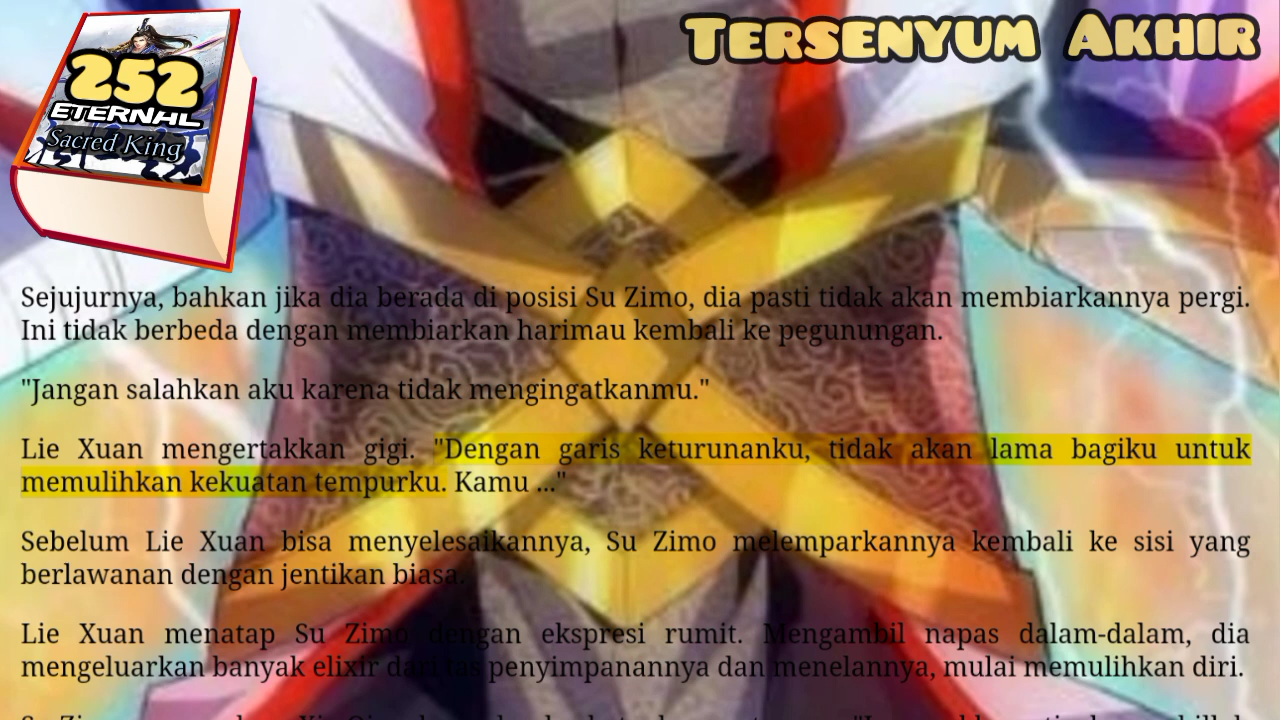 TERSENYUM AKHIR
252
ETERNAL
Sacred King
Sejujurnya, bahkan jika dia berada di posisi Su Zimo, dia pasti tidak akan membiarkannya pergi.
Ini tidak berbeda dengan membiarkan harimau kembali ke pegunungan.
"Jangan salahkan aku karena tidak mengingatkanmu."
Lie Xuan mengertakkan gigi. "Dengan garis keturunanku, tidak akan lama bagiku untuk
memulihkan kekuatan tempurku. Kamu ..."
Sebelum Lie Xuan bisa menyelesaikannya, Su Zimo melemparkannya kembali ke sisi yang
berlawanan dengan jentikan biasa.
Lie Xuan menatap Su Zimo dengan ekspresi rumit. Mengambil napas dalam-dalam, dia
mengeluarkan banyak elixir dari tas penyimpanannya dan menelannya, mulai memulihkan diri.